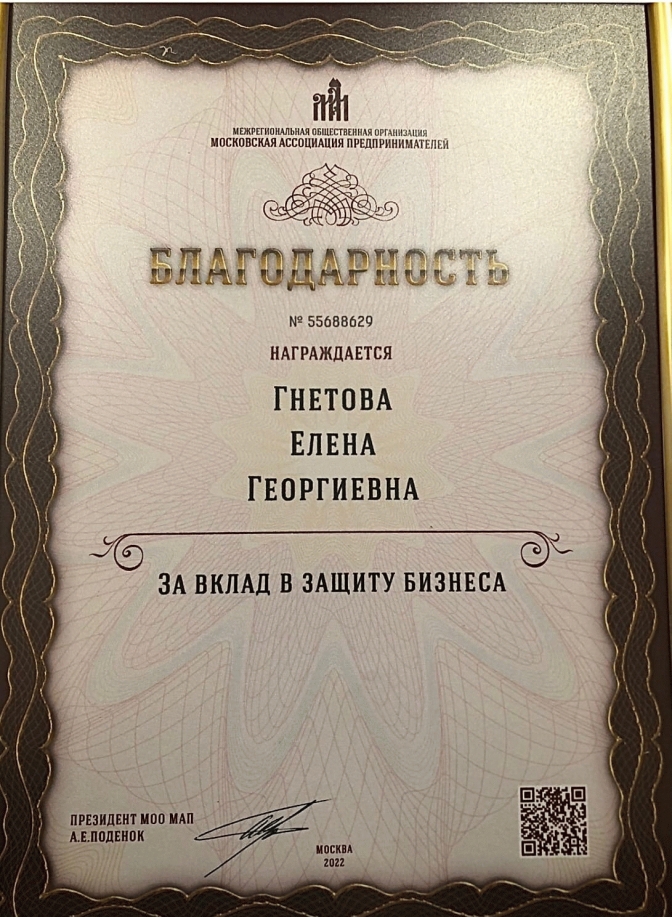 МЕЖРЕГИОНАЛЬНАЯ ОБЩЕСТВЕННАЯ ОРГАНИЗАЦИЯ
МОСКОВСКАЯ АССОЦИАЦИЯ ПРЕДПРИНИМАТЕЛЕЙ
БЛАГОДАРНОСТЬ
№ 55688629
НАГРАЖДАЕТСЯ
ГНЕТОВА
ЕЛЕНА
ГЕОРГИЕВНА
ЗА ВКЛАД В ЗАЩИТУ БИЗНЕСА
ПРЕЗИДЕНТ МОО МАП
А.Е.ПОДЕНОК
МОСКВА
2022